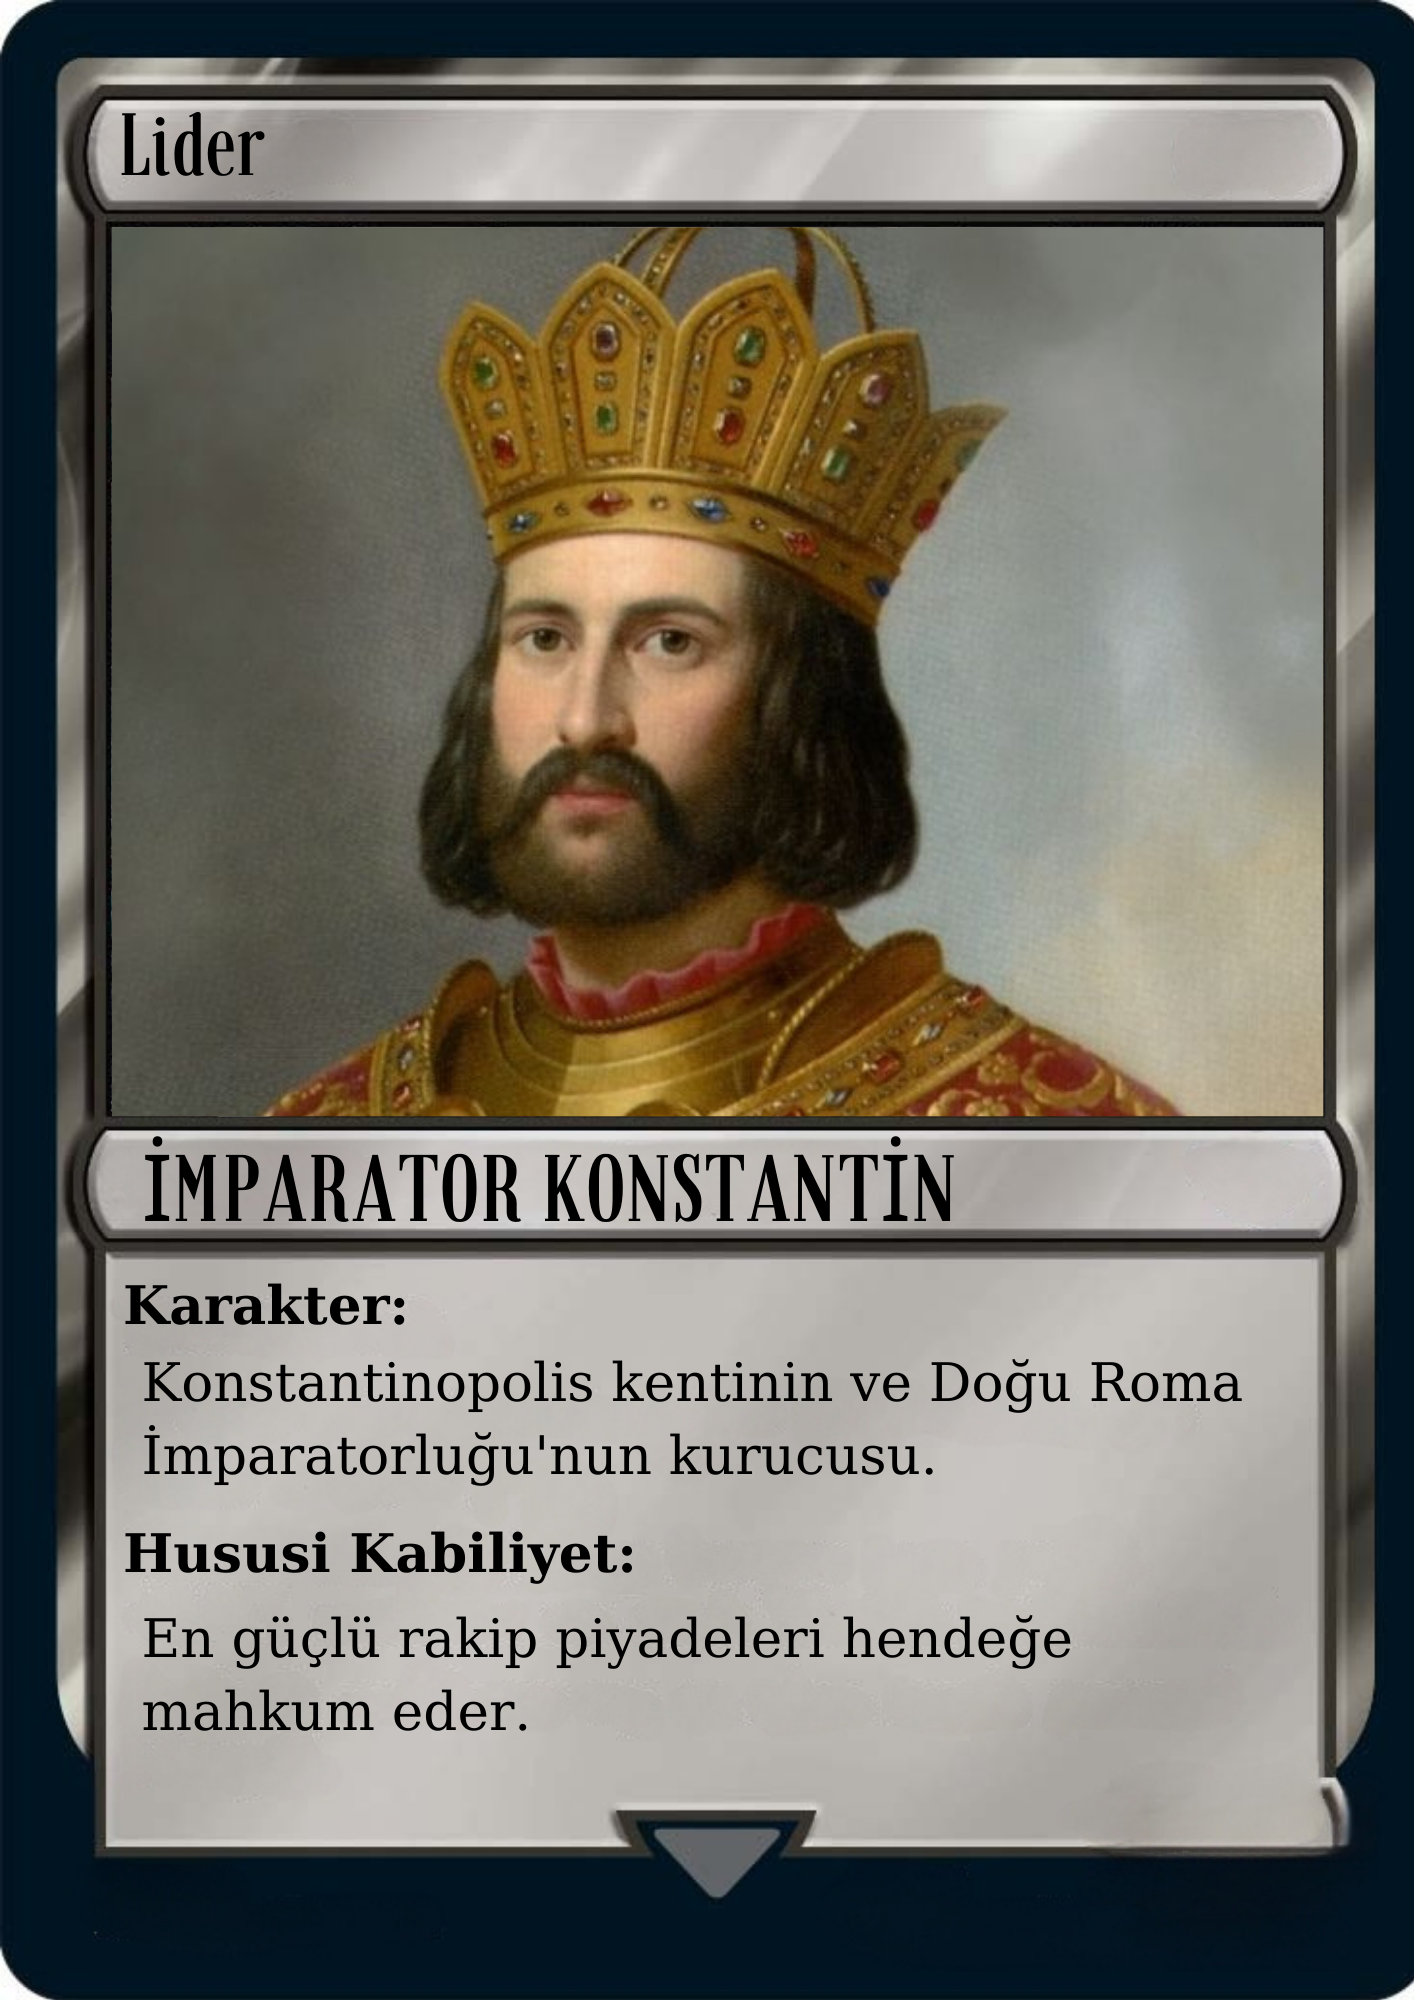 Lider
İMPARATOR KONSTANTİN
Karakter:
Konstantinopolis kentinin ve Doğu Roma
İmparatorluğu'nun kurucusu.
Hususi Kabiliyet:
En güçlü rakip piyadeleri hendeğe
mahkum eder.